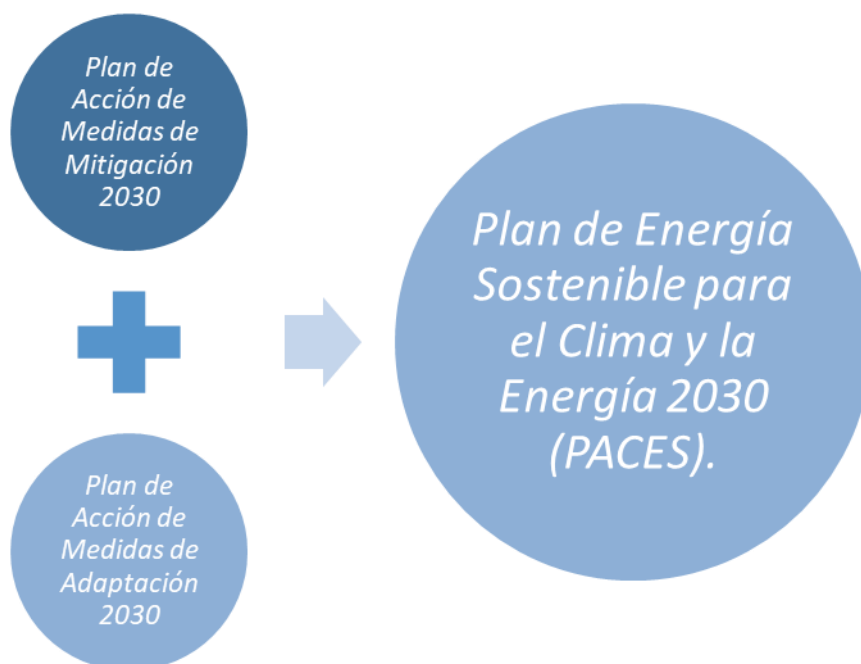 Plan de
Acción de
Medidas de
Mitigación
2030
Plan de
Acción de
Medidas de
Adaptación
2030
Plan de Energía
Sostenible para
el Clima y la
Energía 2030
(PACES).